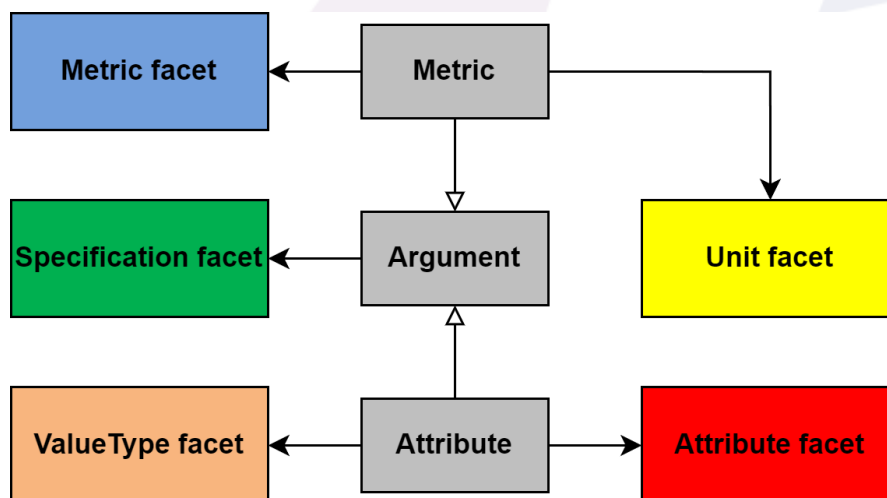 Metric facet
Metric
Specification facet
Argument
Unit facet
ValueType facet
Attribute
Attribute facet